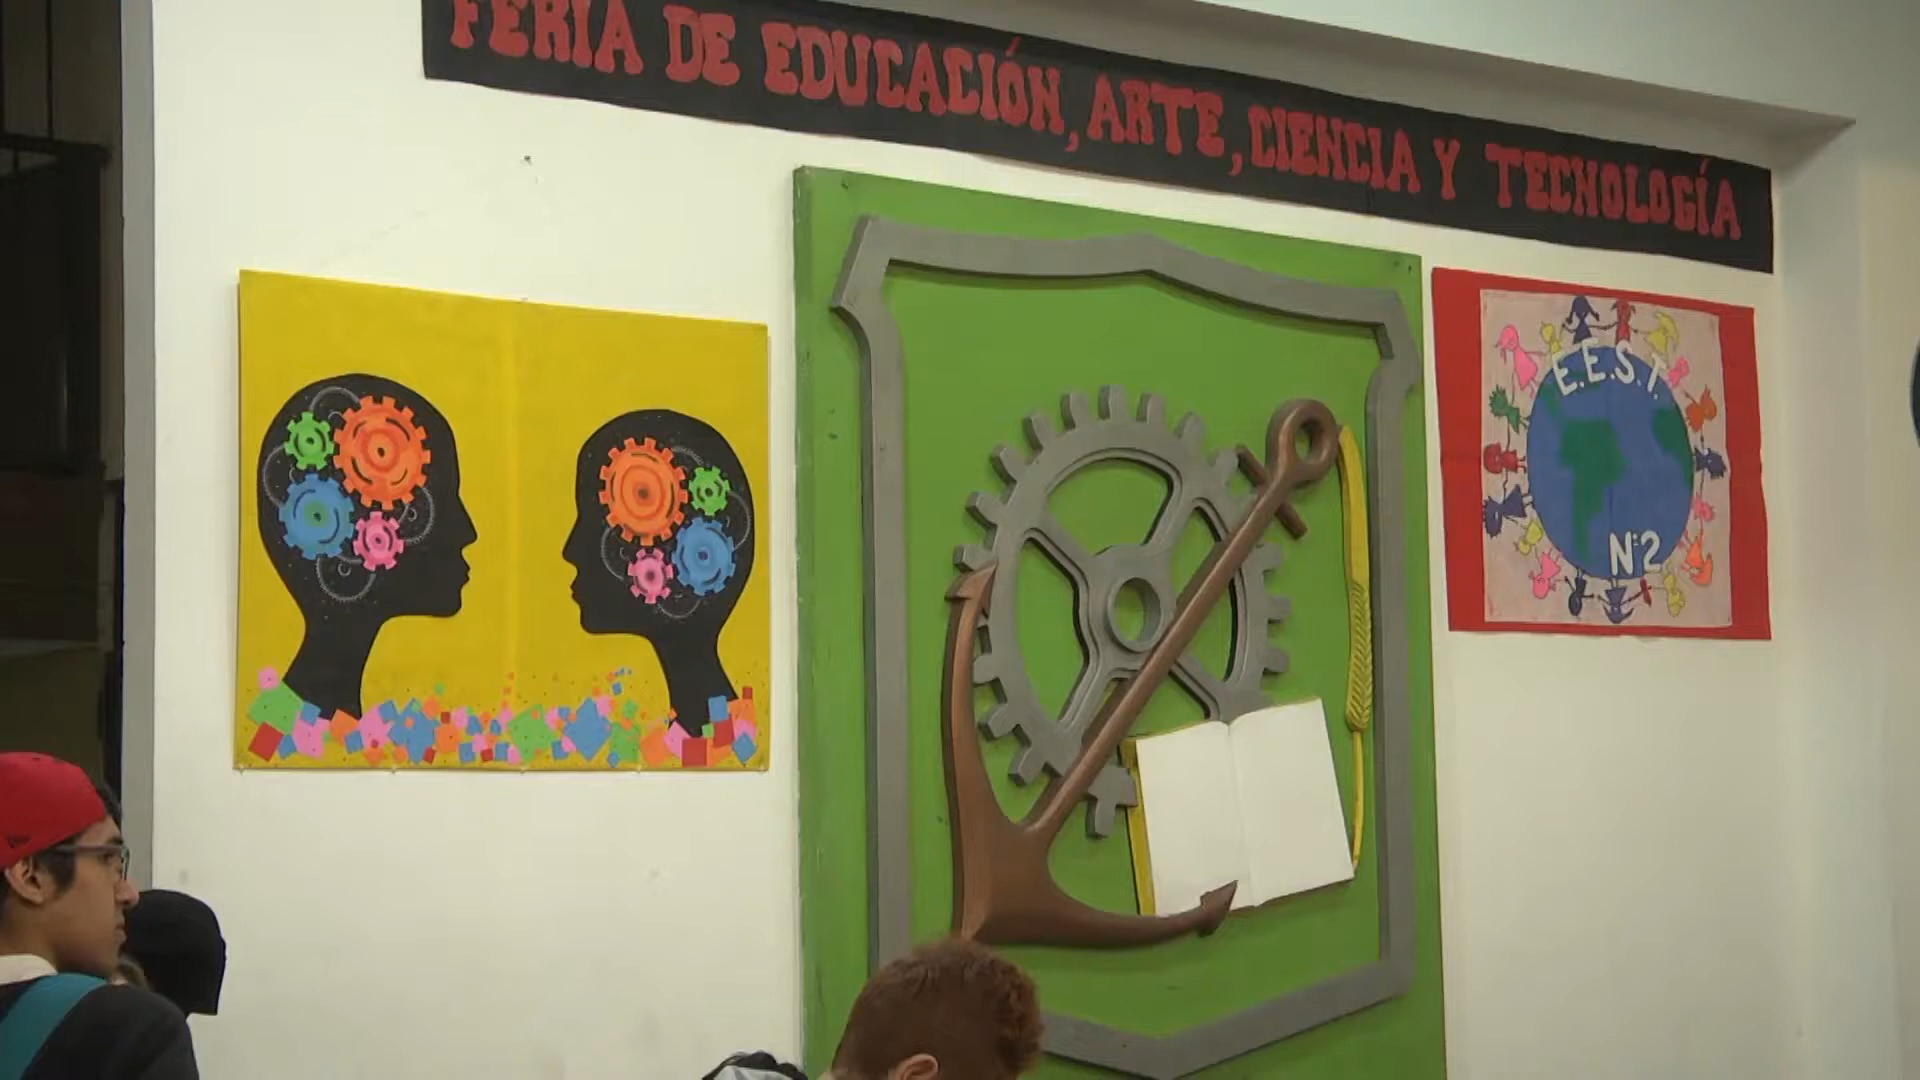 FERIA DE EDUCACIÓN, ARTE, CIENCIA Y TECNOLOGÍA
E.E.S.T.
N°2